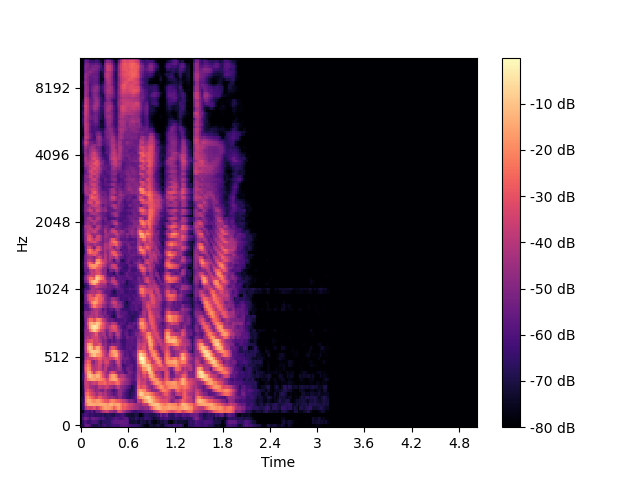 8192
4096
2048
1024
512
0
Hz
0 0.6 1.2 1.8 2.4 3 3.6 4.2 4.8
Time
-10 dB
-20 dB
-30 dB
-40 dB
-50 dB
-60 dB
-70 dB
-80 dB